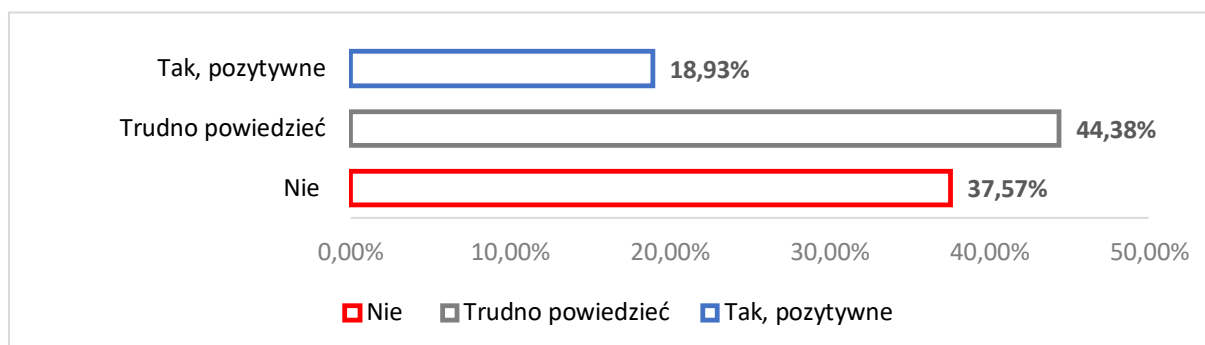 Tak, pozytywne
18,93%
Trudno powiedzieć
44,38%
Nie
37,57%
0,00% 10,00% 20,00% 30,00% 40,00% 50,00%
Nie Trudno powiedzieć Tak, pozytywne